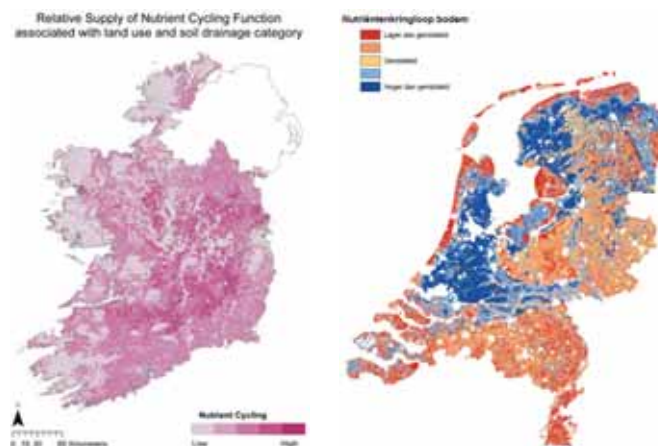 Relative Supply of Nutrient Cycling Function
associated with land use and soil drainage category
Nutrient Cycling
Low High
Nutriëntenkringloop bodem
Lager dan gemiddeld
Gemiddeld
Hoger dan gemiddeld